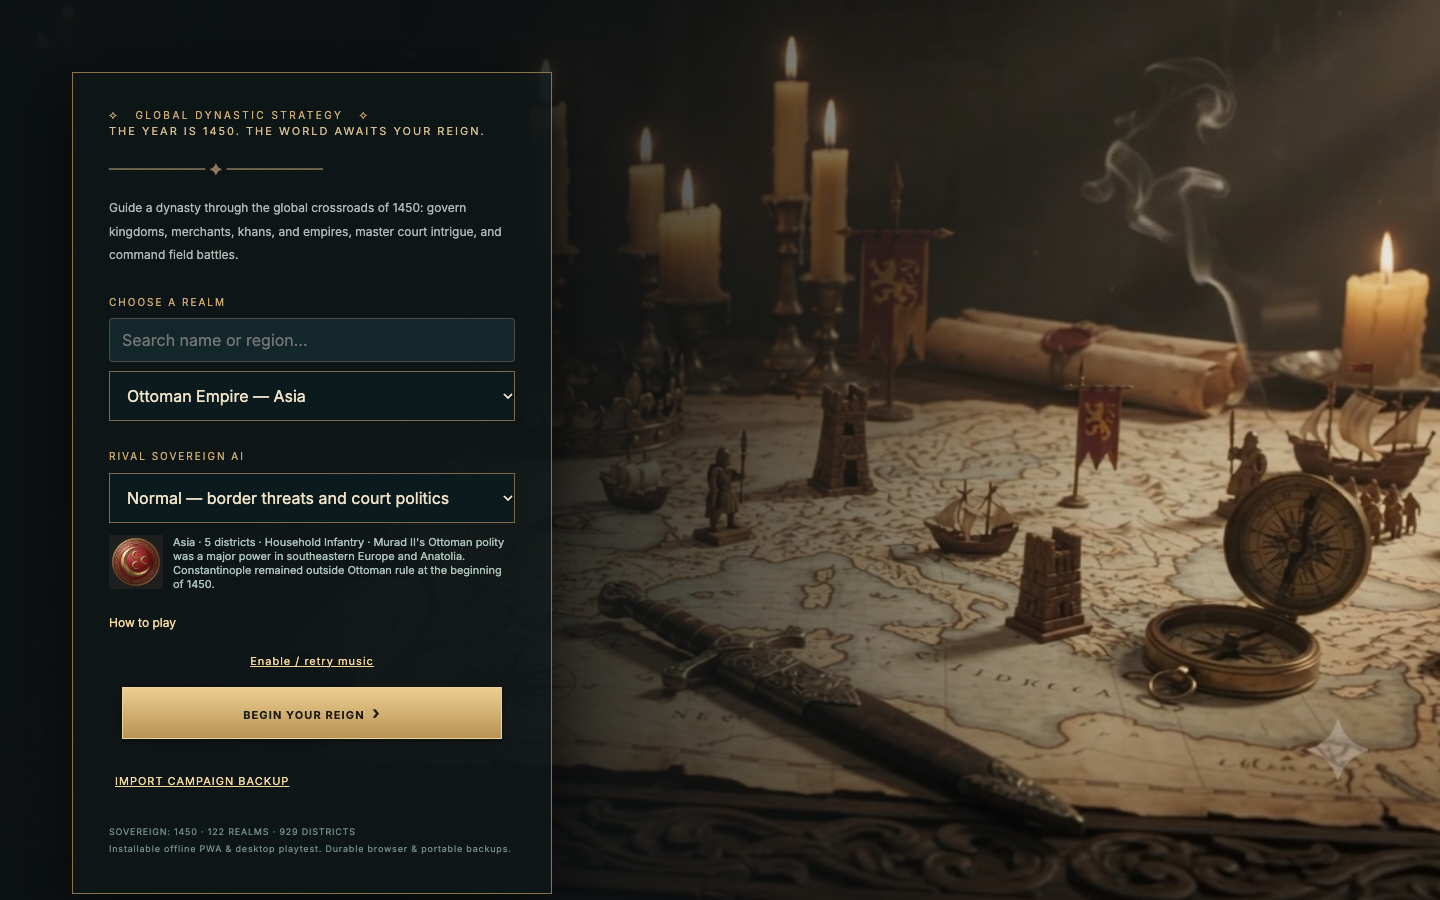 GLOBAL DYNASTIC STRATEGY
THE YEAR IS 1450. THE WORLD AWAITS YOUR REIGN.
Guide a dynasty through the global crossroads of 1450: govern
kingdoms, merchants, khans, and empires, master court intrigue, and
command field battles.
CHOOSE A REALM
Search name or region...
Ottoman Empire — Asia
RIVAL SOVEREIGN AI
Normal — border threats and court politics
Asia · 5 districts · Household Infantry · Murad II's Ottoman polity
was a major power in southeastern Europe and Anatolia.
Constantinople remained outside Ottoman rule at the beginning
of 1450.
How to play
Enable / retry music
BEGIN YOUR REIGN ›
IMPORT CAMPAIGN BACKUP
SOVEREIGN: 1450 · 122 REALMS · 929 DISTRICTS
Installable offline PWA & desktop playtest. Durable browser & portable backups.